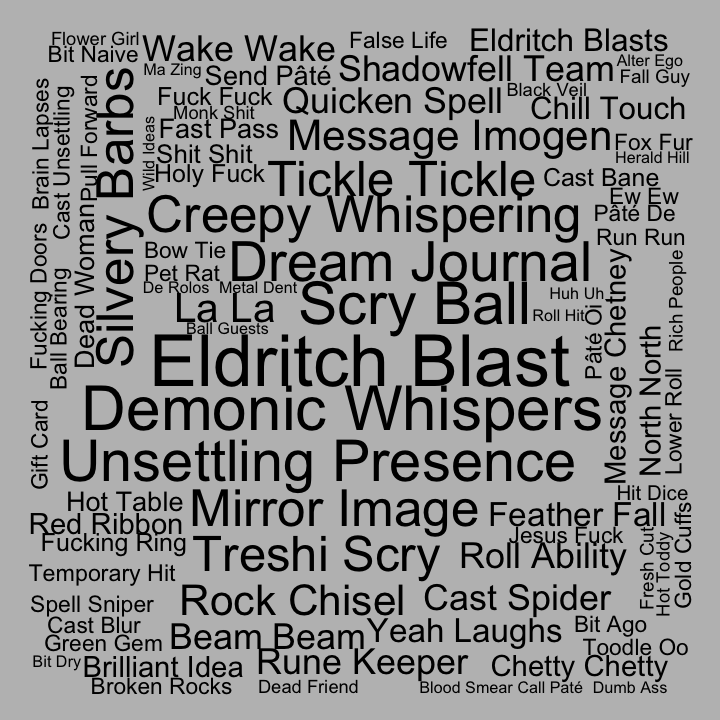 Flower Girl
Bit Naive
Wake Wake
False Life
Eldritch Blasts
Ma Zing
Send Pâté
Shadowfell Team
Alter Ego
Fall Guy
Fuck Fuck
Quicken Spell
Black Veil
Chill Touch
Monk Shit
Fast Pass
Message Imogen
Fox Fur
Shit Shit
Herald Hill
Holy Fuck
Tickle Tickle
Cast Bane
Ew Ew
Creepy Whispering
Pâté De
Run Run
Brain Lapses
Cast Unsettling
Pull Forward
Silvery Barbs
Wild Ideas
Bow Tie
Pet Rat
Dream Journal
De Rolos
Metal Dent
La La
Scry Ball
Huh Uh
Roll Hit
Ball Guests
Fucking Doors
Ball Bearing
Dead Woman
Pâté Oi
Message Chetney
North North
Rich People
Lower Roll
Eldritch Blast
Demonic Whispers
Gift Card
Unsettling Presence
Hot Table
Mirror Image
Feather Fall
Hit Dice
Red Ribbon
Jesus Fuck
Fucking Ring
Treshi Scry
Roll Ability
Fresh Cut
Hot Toddy
Gold Cuffs
Temporary Hit
Spell Sniper
Rock Chisel
Cast Spider
Cast Blur
Green Gem
Beam Beam
Yeah Laughs
Bit Ago
Toodle Oo
Bit Dry
Brilliant Idea
Rune Keeper
Chetty Chetty
Broken Rocks
Dead Friend
Blood Smear
Call Paté
Dumb Ass